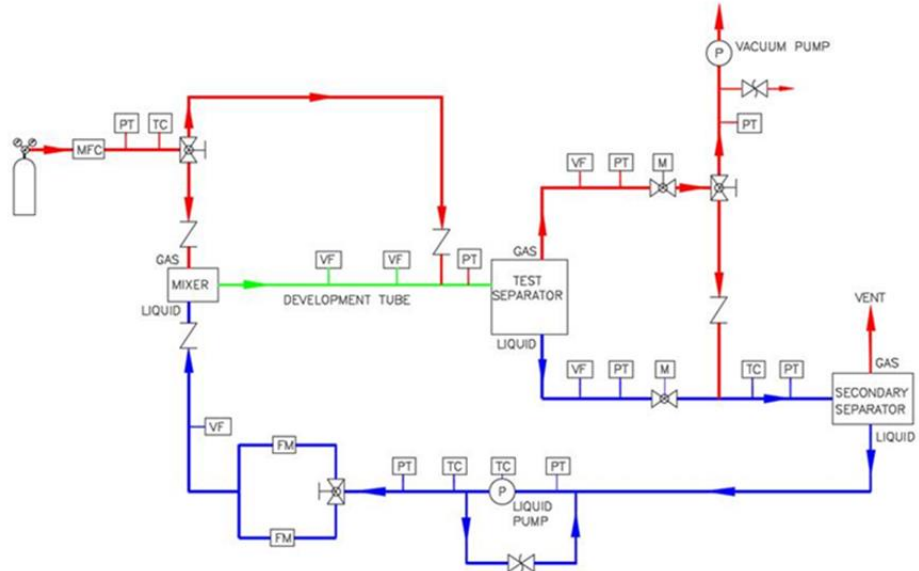 P
VACUUM PUMP
PT
TC
MFC
PT
VF
PT
M
GAS
GAS
VF
VF
PT
MIXER
TEST
SEPARATOR
DEVELOPMENT TUBE
LIQUID
VENT
LIQUID
GAS
VF
PT
M
TC
PT
SECONDARY
SEPARATOR
VF
LIQUID
FM
PT
TC
TC
PT
P
LIQUID
PUMP
FM